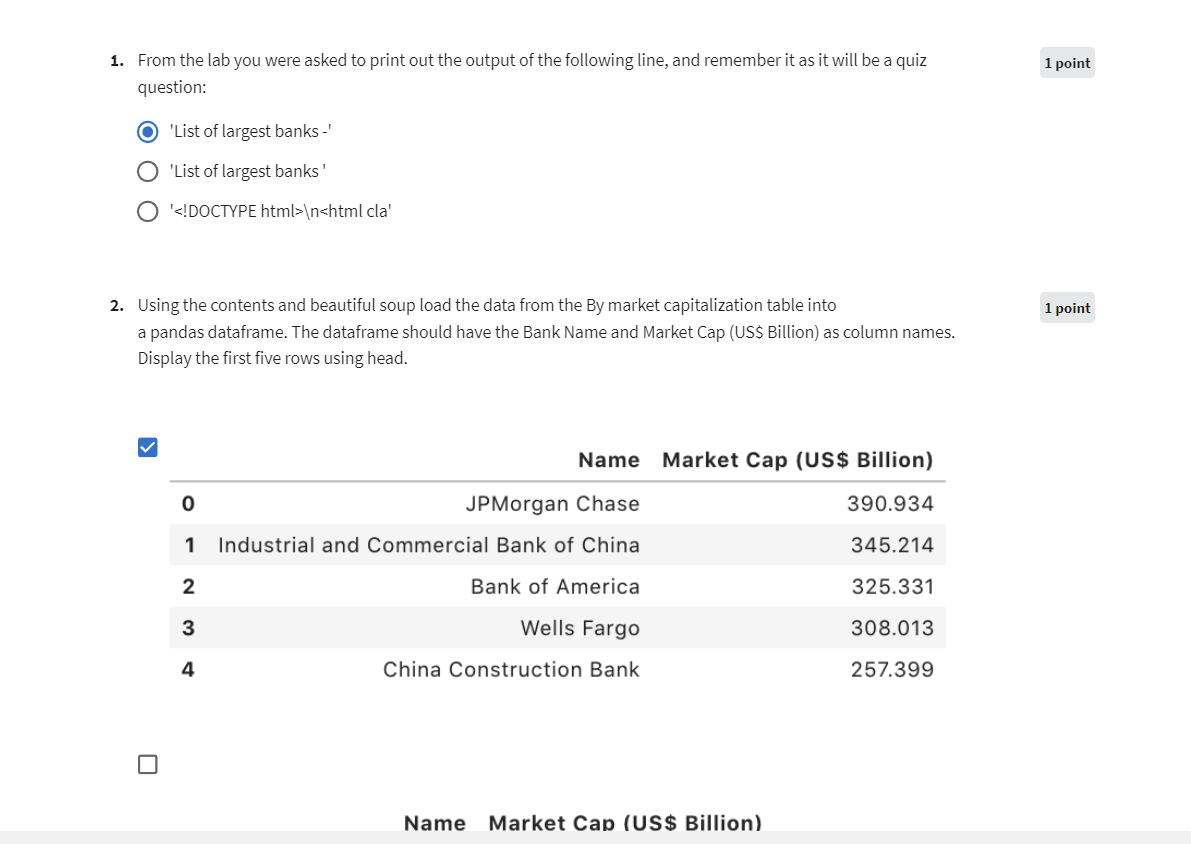 1. From the lab you were asked to print out the output of the following line, and remember it as it will be a quiz
question:
1 point
'List of largest banks -'
'List of largest banks '
'<!DOCTYPE html>\n<html cla'
2. Using the contents and beautiful soup load the data from the By market capitalization table into
a pandas dataframe. The dataframe should have the Bank Name and Market Cap (US$ Billion) as column names.
Display the first five rows using head.
1 point
Name Market Cap (US$ Billion)
0 JPMorgan Chase 390.934
1 Industrial and Commercial Bank of China 345.214
2 Bank of America 325.331
3 Wells Fargo 308.013
4 China Construction Bank 257.399
Name Market Cap (US$ Billion)